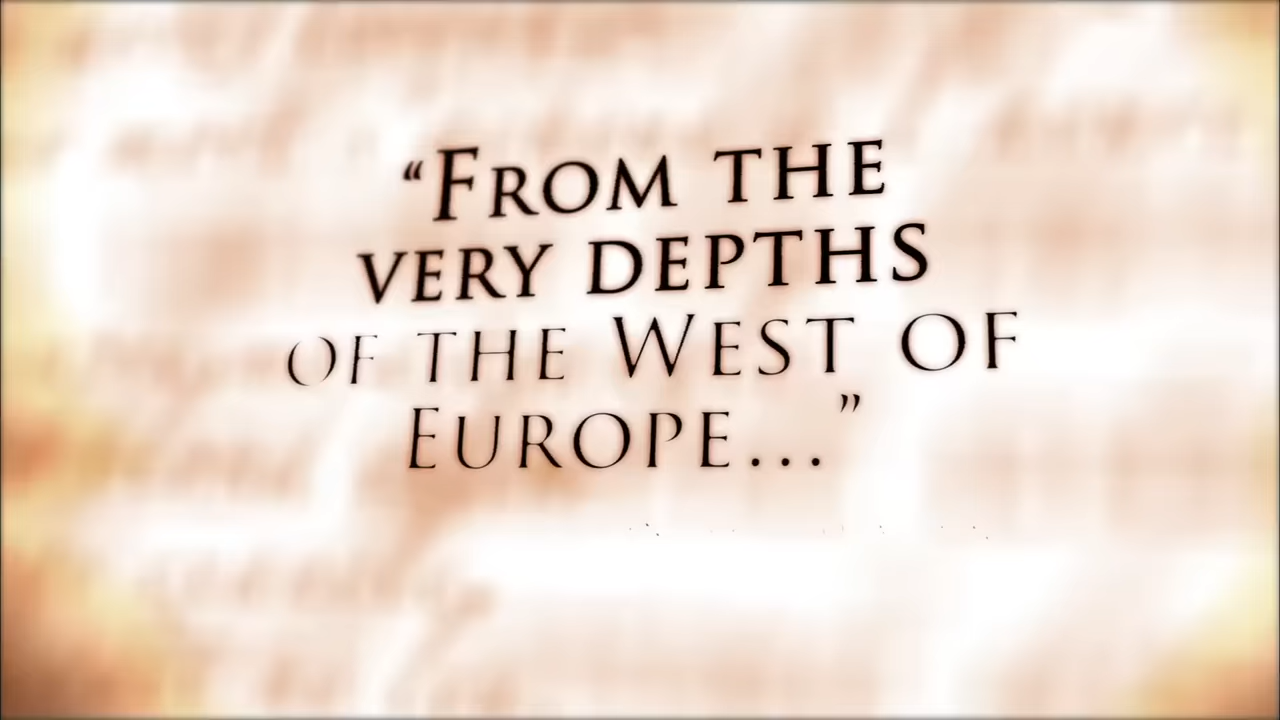 “From the
very depths
of the West of
Europe...”